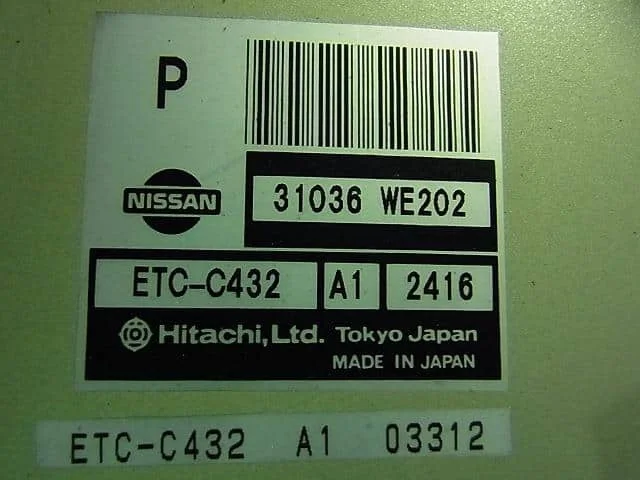 P
NISSAN
31036 WE202
ETC-C432 A1 2416
Hitachi, Ltd. Tokyo Japan
MADE IN JAPAN
ETC-C432 A1 03312